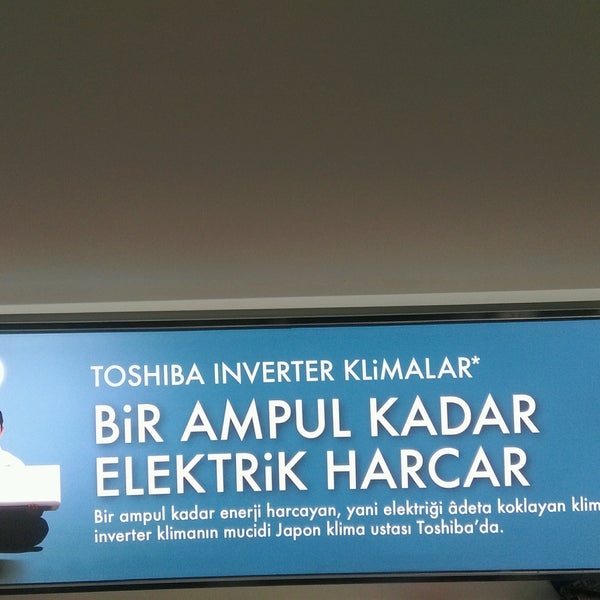 TOSHIBA INVERTER KLiMALAR*
BiR AMPUL KADAR
ELEKTRiK HARCAR
Bir ampul kadar enerji harcayan, yani elektriği âdeta koklayan
inverter klimanın mucidi Japon klima ustası Toshiba'da.